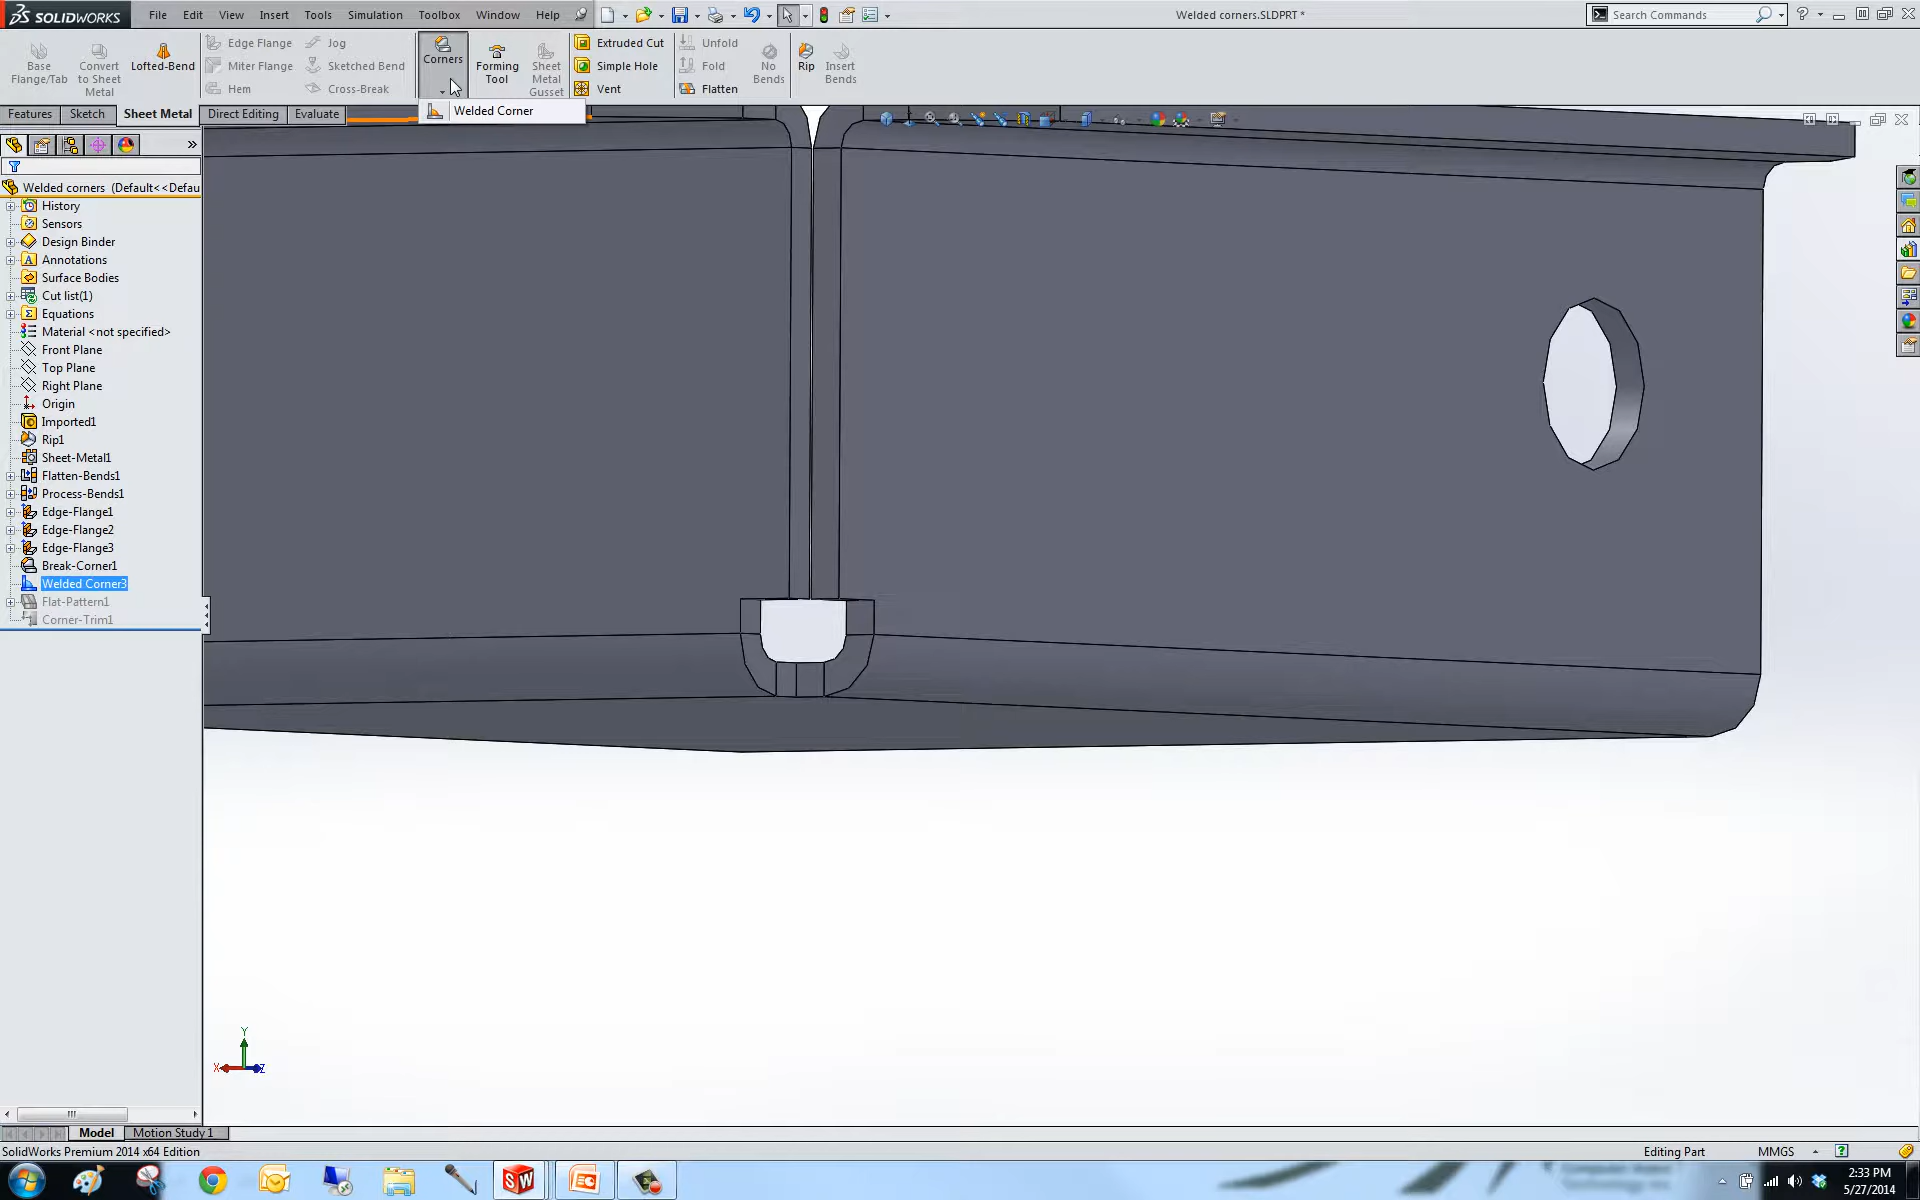 SOLIDWORKS
File Edit View Insert Tools Simulation Toolbox Window Help
Welded corners.SLDPRT *
Search Commands
Base Flange/Tab
Convert to Sheet Metal
Lofted-Bend
Edge Flange
Miter Flange
Hem
Jog
Sketched Bend
Cross-Break
Corners
Forming Tool
Sheet Metal Gusset
Extruded Cut
Simple Hole
Vent
Unfold
Fold
Flatten
No Bends
Rip
Insert Bends
Welded Corner
Features Sketch Sheet Metal Direct Editing Evaluate
Welded corners (Default<<Defau
History
Sensors
Design Binder
Annotations
Surface Bodies
Cut list(1)
Equations
Material <not specified>
Front Plane
Top Plane
Right Plane
Origin
Imported1
Rip1
Sheet-Metal1
Flatten-Bends1
Process-Bends1
Edge-Flange1
Edge-Flange2
Edge-Flange3
Break-Corner1
Welded Corner3
Flat-Pattern1
Corner-Trim1
Y
X
Z
Model Motion Study 1
SolidWorks Premium 2014 x64 Edition
Editing Part
MMGS
2:33 PM
5/27/2014